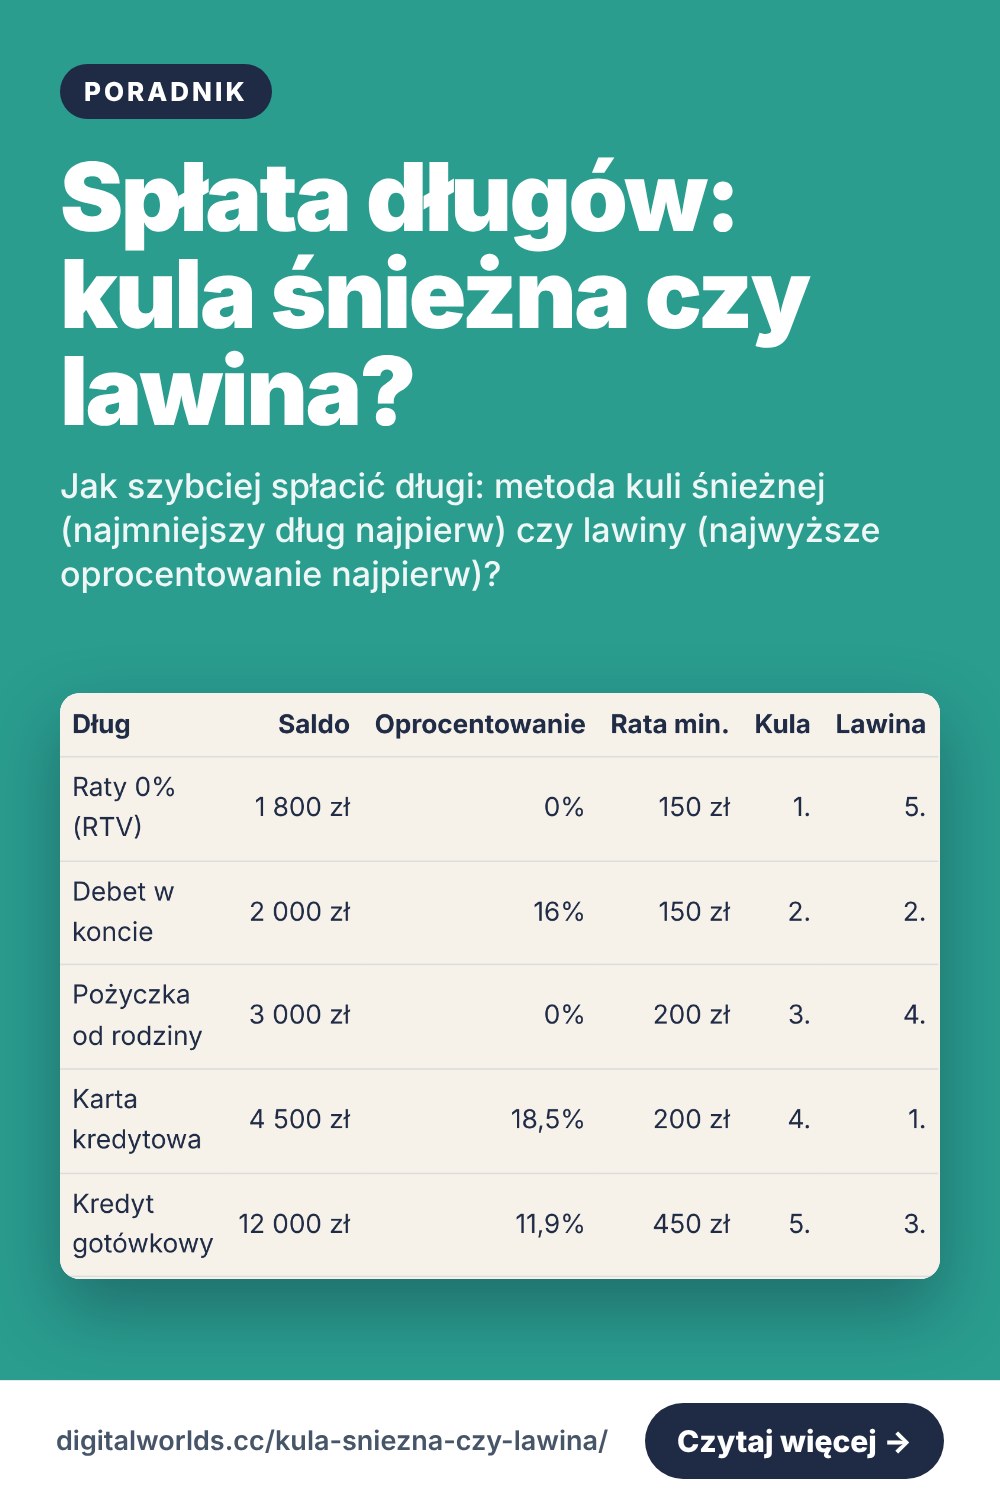 PORADNIK
Spłata długów:
kula śnieżna czy
lawina?
Jak szybciej spłacić długi: metoda kuli śnieżnej
(najmniejszy dług najpierw) czy lawiny (najwyższe
oprocentowanie najpierw)?
Dług Saldo Oprocentowanie Rata min. Kula Lawina
Raty 0%
(RTV) 1 800 zł 0% 150 zł 1. 5.
Debet w
koncie 2 000 zł 16% 150 zł 2. 2.
Pożyczka
od rodziny 3 000 zł 0% 200 zł 3. 4.
Karta
kredytowa 4 500 zł 18,5% 200 zł 4. 1.
Kredyt
gotówkowy 12 000 zł 11,9% 450 zł 5. 3.
digitalworlds.cc/kula-sniezna-czy-lawina/
Czytaj więcej →